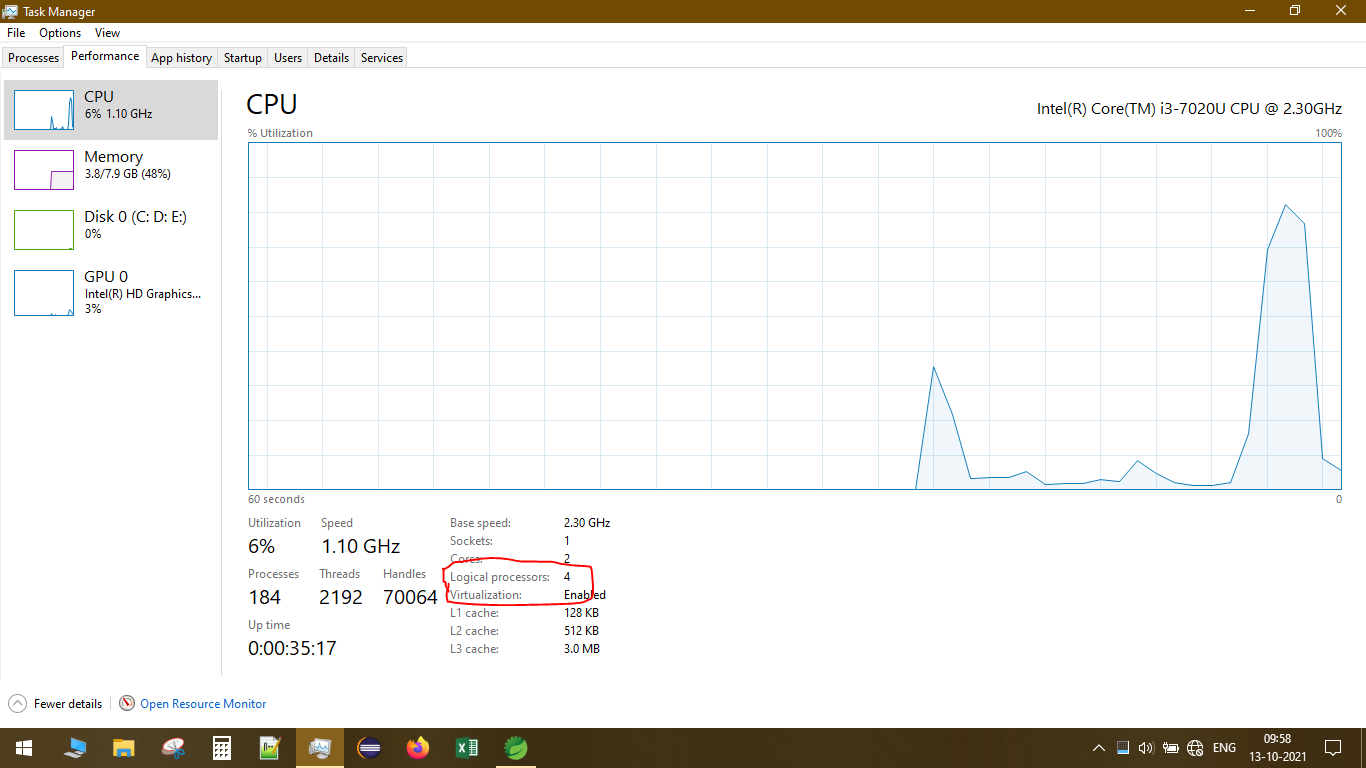 Task Manager
File Options View
Processes Performance App history Startup Users Details Services
CPU
6% 1.10 GHz
Memory
3.8/7.9 GB (48%)
Disk 0 (C: D: E:)
0%
GPU 0
Intel(R) HD Graphics...
3%
CPU Intel(R) Core(TM) i3-7020U CPU @ 2.30GHz
% Utilization 100%
60 seconds 0
Utilization Speed
6% 1.10 GHz
Processes Threads Handles
184 2192 70064
Up time
0:00:35:17
Base speed: 2.30 GHz
Sockets: 1
Cores: 2
Logical processors: 4
Virtualization: Enabled
L1 cache: 128 KB
L2 cache: 512 KB
L3 cache: 3.0 MB
Fewer details Open Resource Monitor
ENG 09:58
13-10-2021